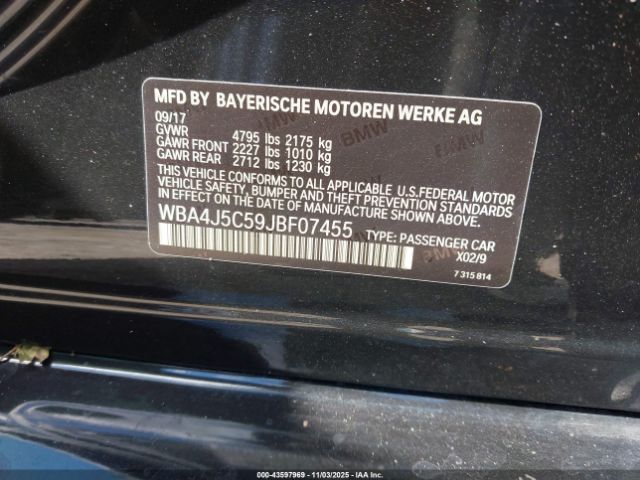 MFD BY BAYERISCHE MOTOREN WERKE AG
09/17
GVWR 4795 lbs 2175 kg
GAWR FRONT 2227 lbs 1010 kg
GAWR REAR 2712 lbs 1230 kg
THIS VEHICLE CONFORMS TO ALL APPLICABLE U.S.FEDERAL MOTOR
VEHICLE SAFETY, BUMPER AND THEFT PREVENTION STANDARDS
IN EFFECT ON THE DATE OF MANUFACTURE SHOWN ABOVE.
WBA4J5C59JBF07455 TYPE: PASSENGER CAR
X02/9
7 315 814
000-43597969 11/03/2025 IAAI.com